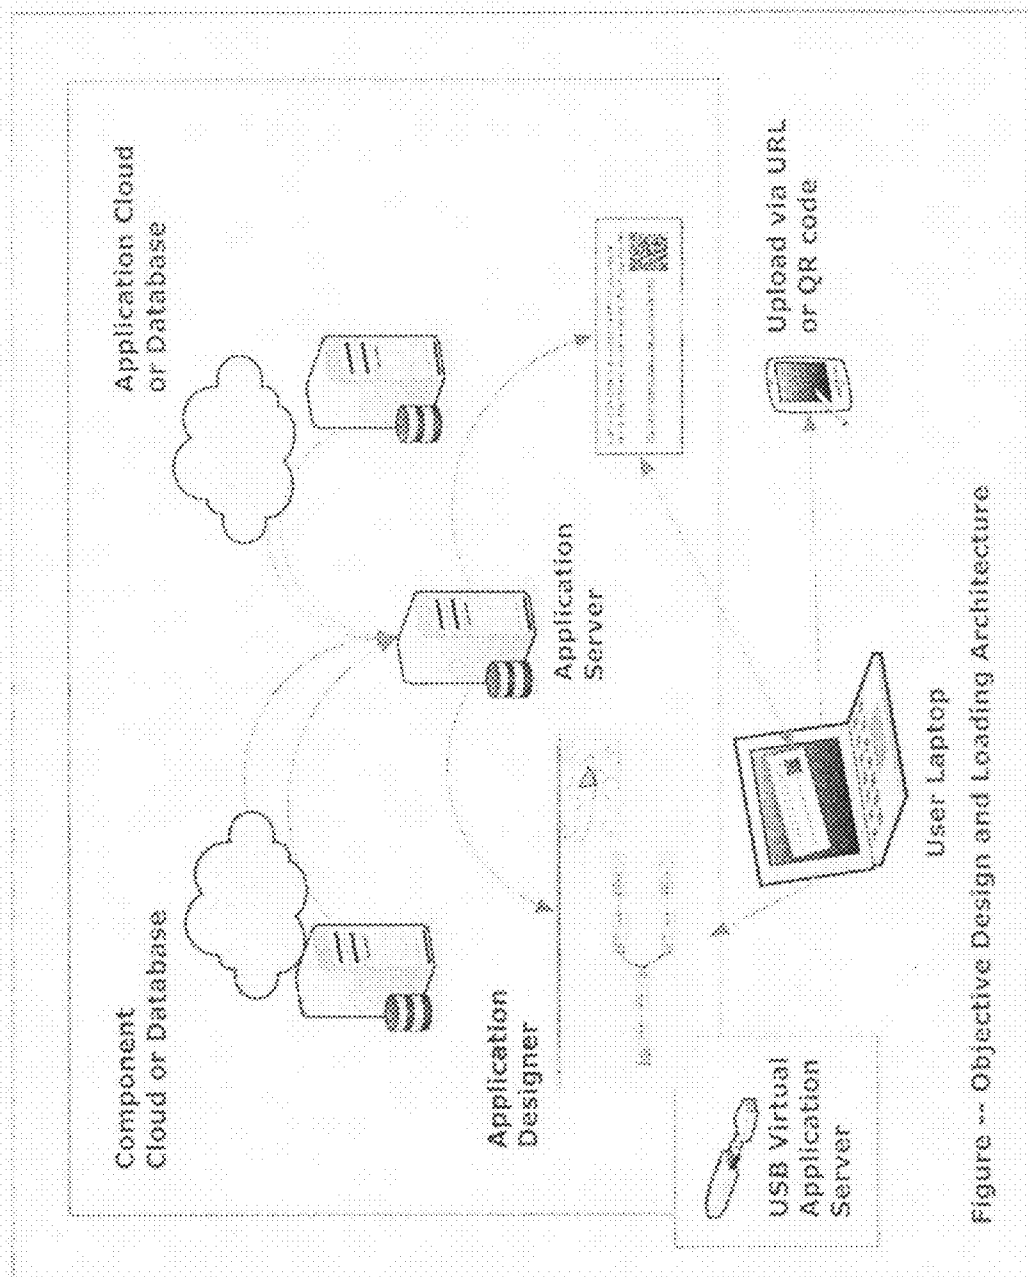 Component
Cloud or Database
Application Cloud
or Database
Application
Designer
Application
Server
USB Virtual
Application
Server
User Laptop
Upload via URL
or QR code
Figure -- Objective Design and Loading Architecture